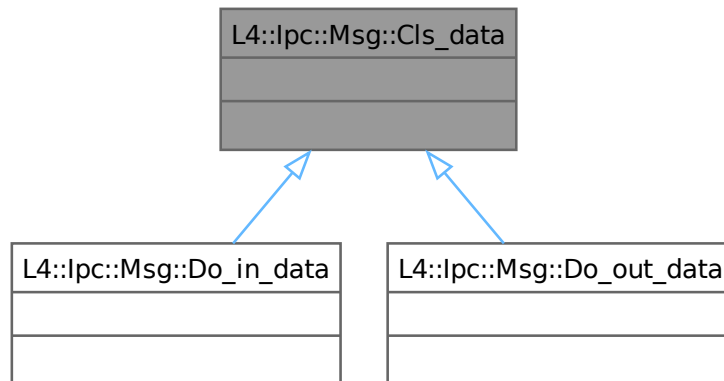 L4::Ipc::Msg::Cls_data
L4::Ipc::Msg::Do_in_data
L4::Ipc::Msg::Do_out_data